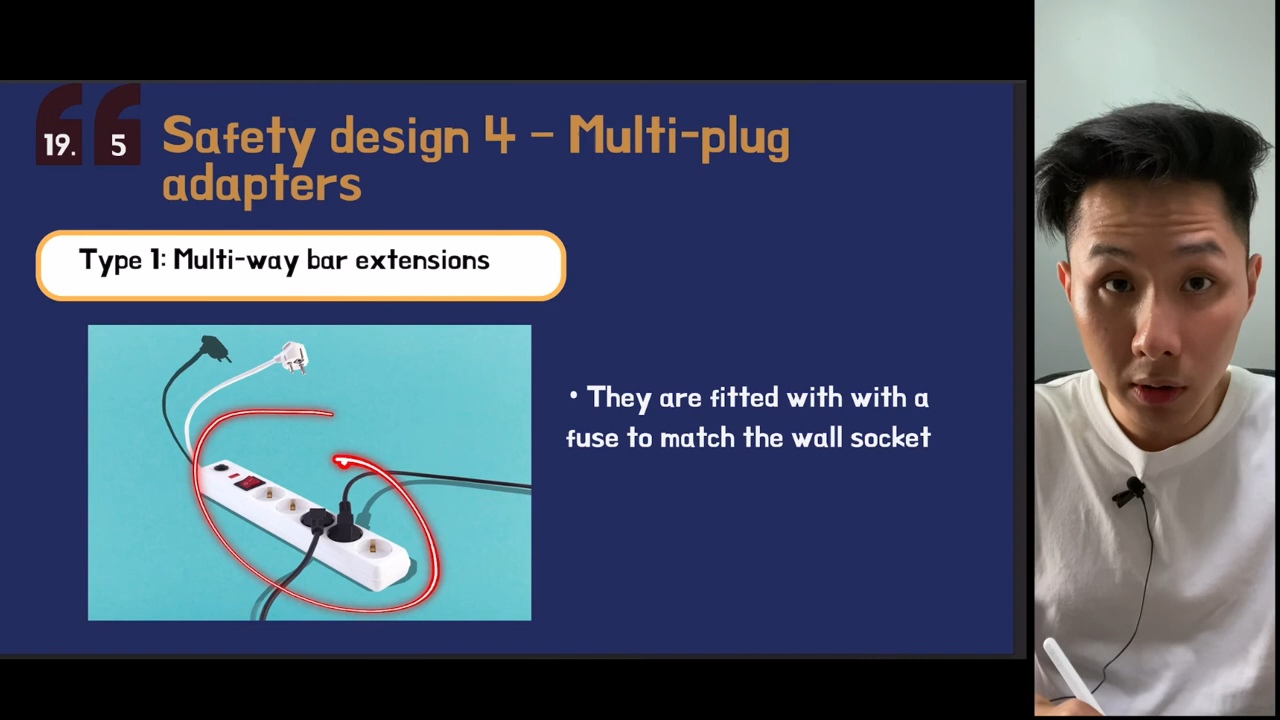 19. 5
Safety design 4 – Multi-plug
adapters
Type 1: Multi-way bar extensions
• They are fitted with with a
fuse to match the wall socket